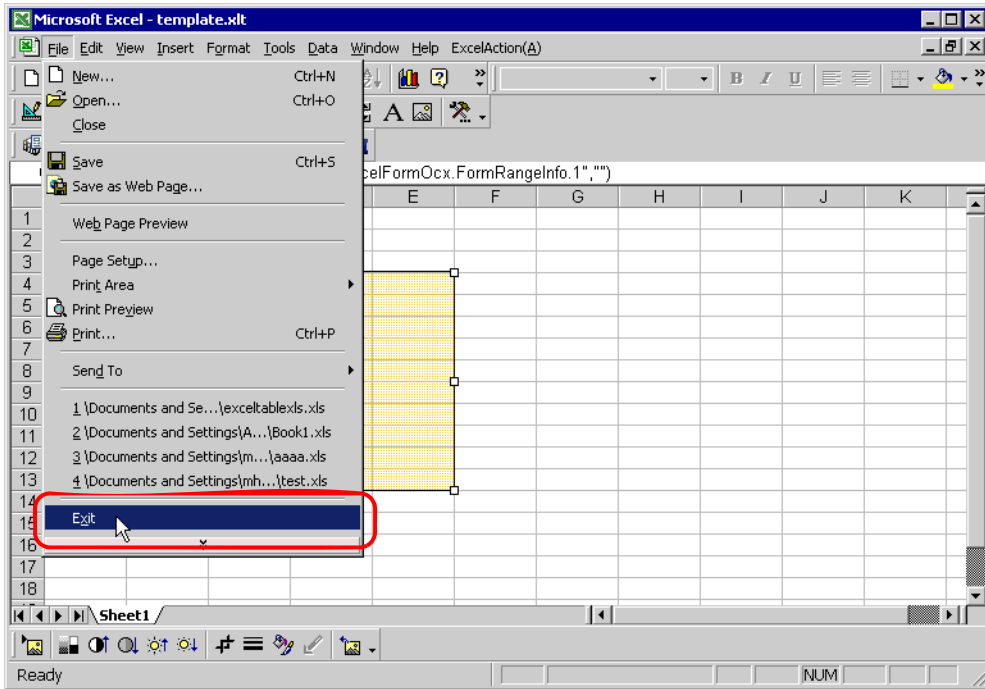 Microsoft Excel - template.xlt
File Edit View Insert Format Tools Data Window Help ExcelAction(A)
New... Ctrl+N
Open... Ctrl+O
Close
Save Ctrl+S
Save as Web Page...
Web Page Preview
Page Setup...
Print Area
Print Preview
Print... Ctrl+P
Send To
1 \Documents and Se...\exceltablexls.xls
2 \Documents and Settings\A...\Book1.xls
3 \Documents and Settings\m...\aaaa.xls
4 \Documents and Settings\mh...\test.xls
Exit
B I U
A
elFormOcx.FormRangeInfo.1","")
E F G H I J K
1
2
3
4
5
6
7
8
9
10
11
12
13
14
15
16
17
18
Sheet1
Ready NUM